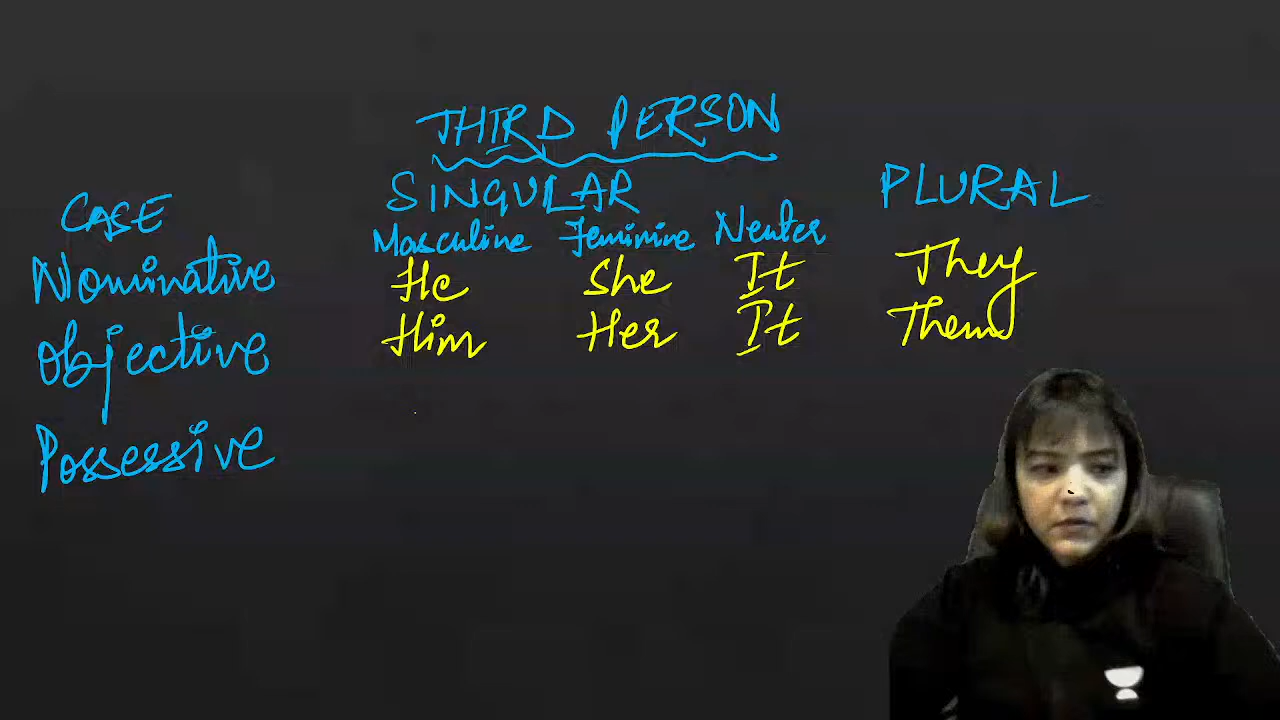 THIRD PERSON
CASE SINGULAR PLURAL
Masculine Feminine Neuter
Nominative He She It They
Objective Him Her It Them
Possessive